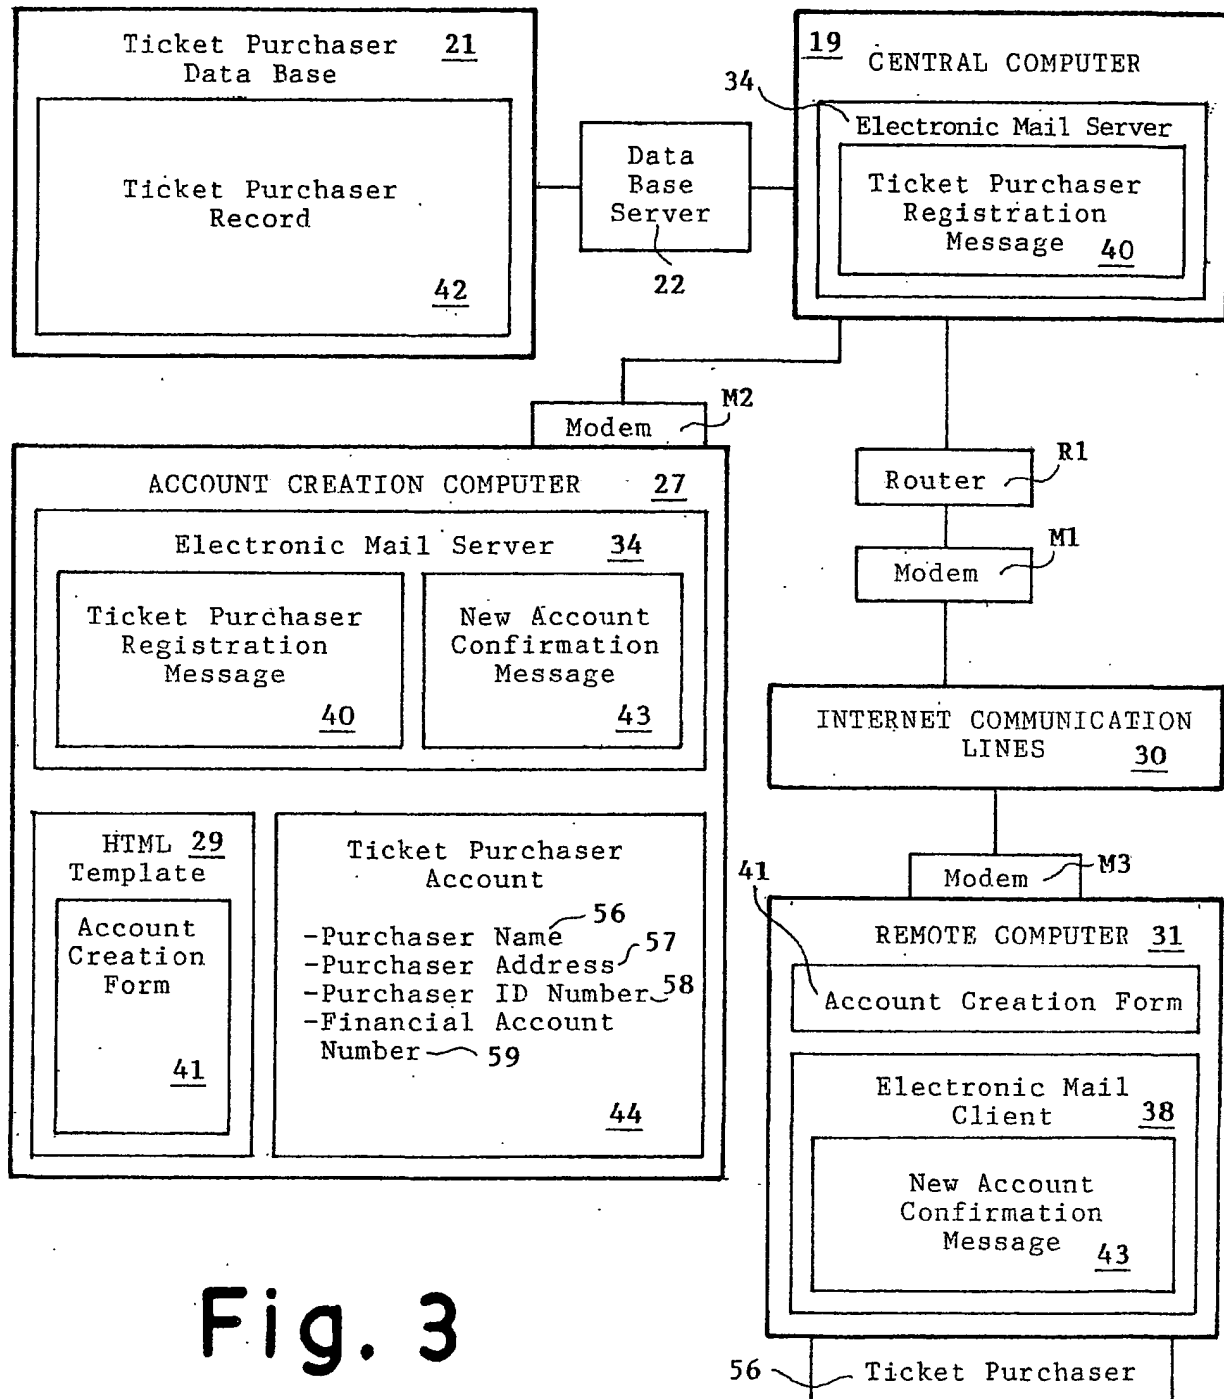 Ticket Purchaser 21
Data Base
Ticket Purchaser
Record
42
Data
Base
Server
22
19
CENTRAL COMPUTER
34
Electronic Mail Server
Ticket Purchaser
Registration
Message
40
M2
Modem
R1
Router
M1
Modem
INTERNET COMMUNICATION
LINES
30
ACCOUNT CREATION COMPUTER 27
Electronic Mail Server 34
Ticket Purchaser
Registration
Message
40
New Account
Confirmation
Message
43
HTML 29
Template
Account
Creation
Form
41
Ticket Purchaser
Account
56
-Purchaser Name
-Purchaser Address 57
-Purchaser ID Number 58
-Financial Account
Number 59
44
41
Modem M3
REMOTE COMPUTER 31
Account Creation Form
Electronic Mail
Client 38
New Account
Confirmation
Message
43
56 Ticket Purchaser
Fig. 3